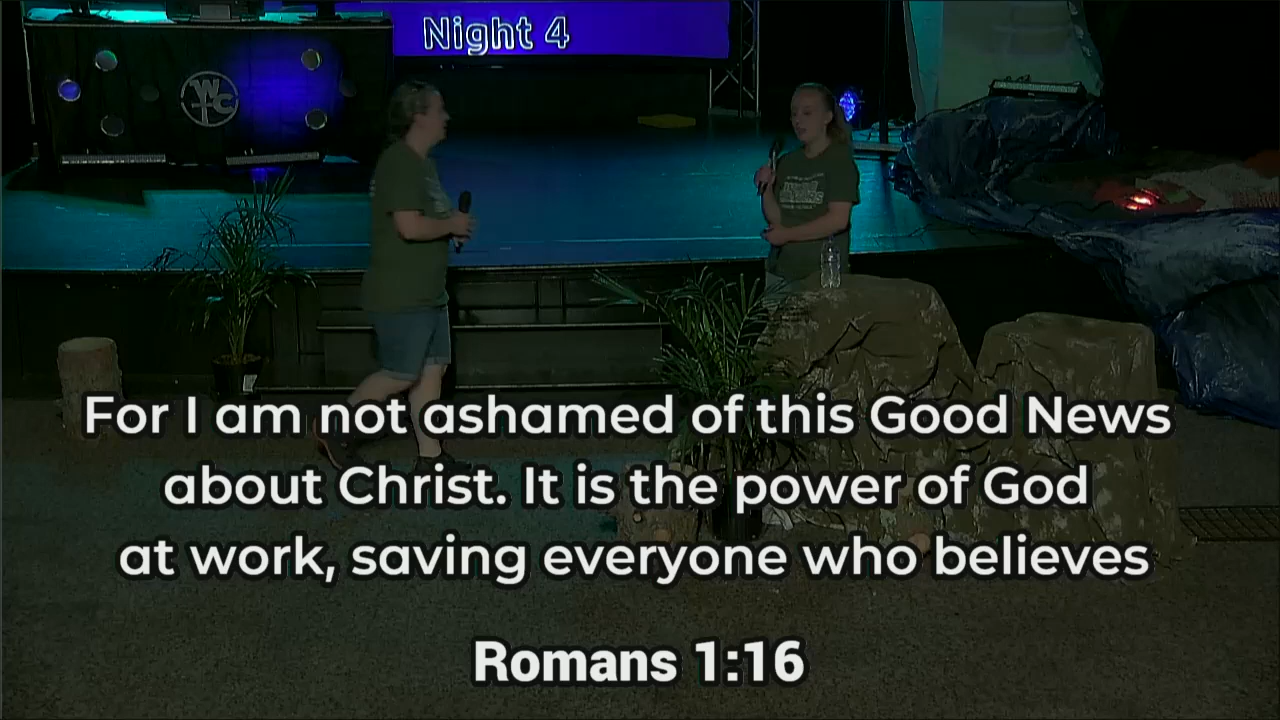 Night 4
WC
For I am not ashamed of this Good News
about Christ. It is the power of God
at work, saving everyone who believes
Romans 1:16